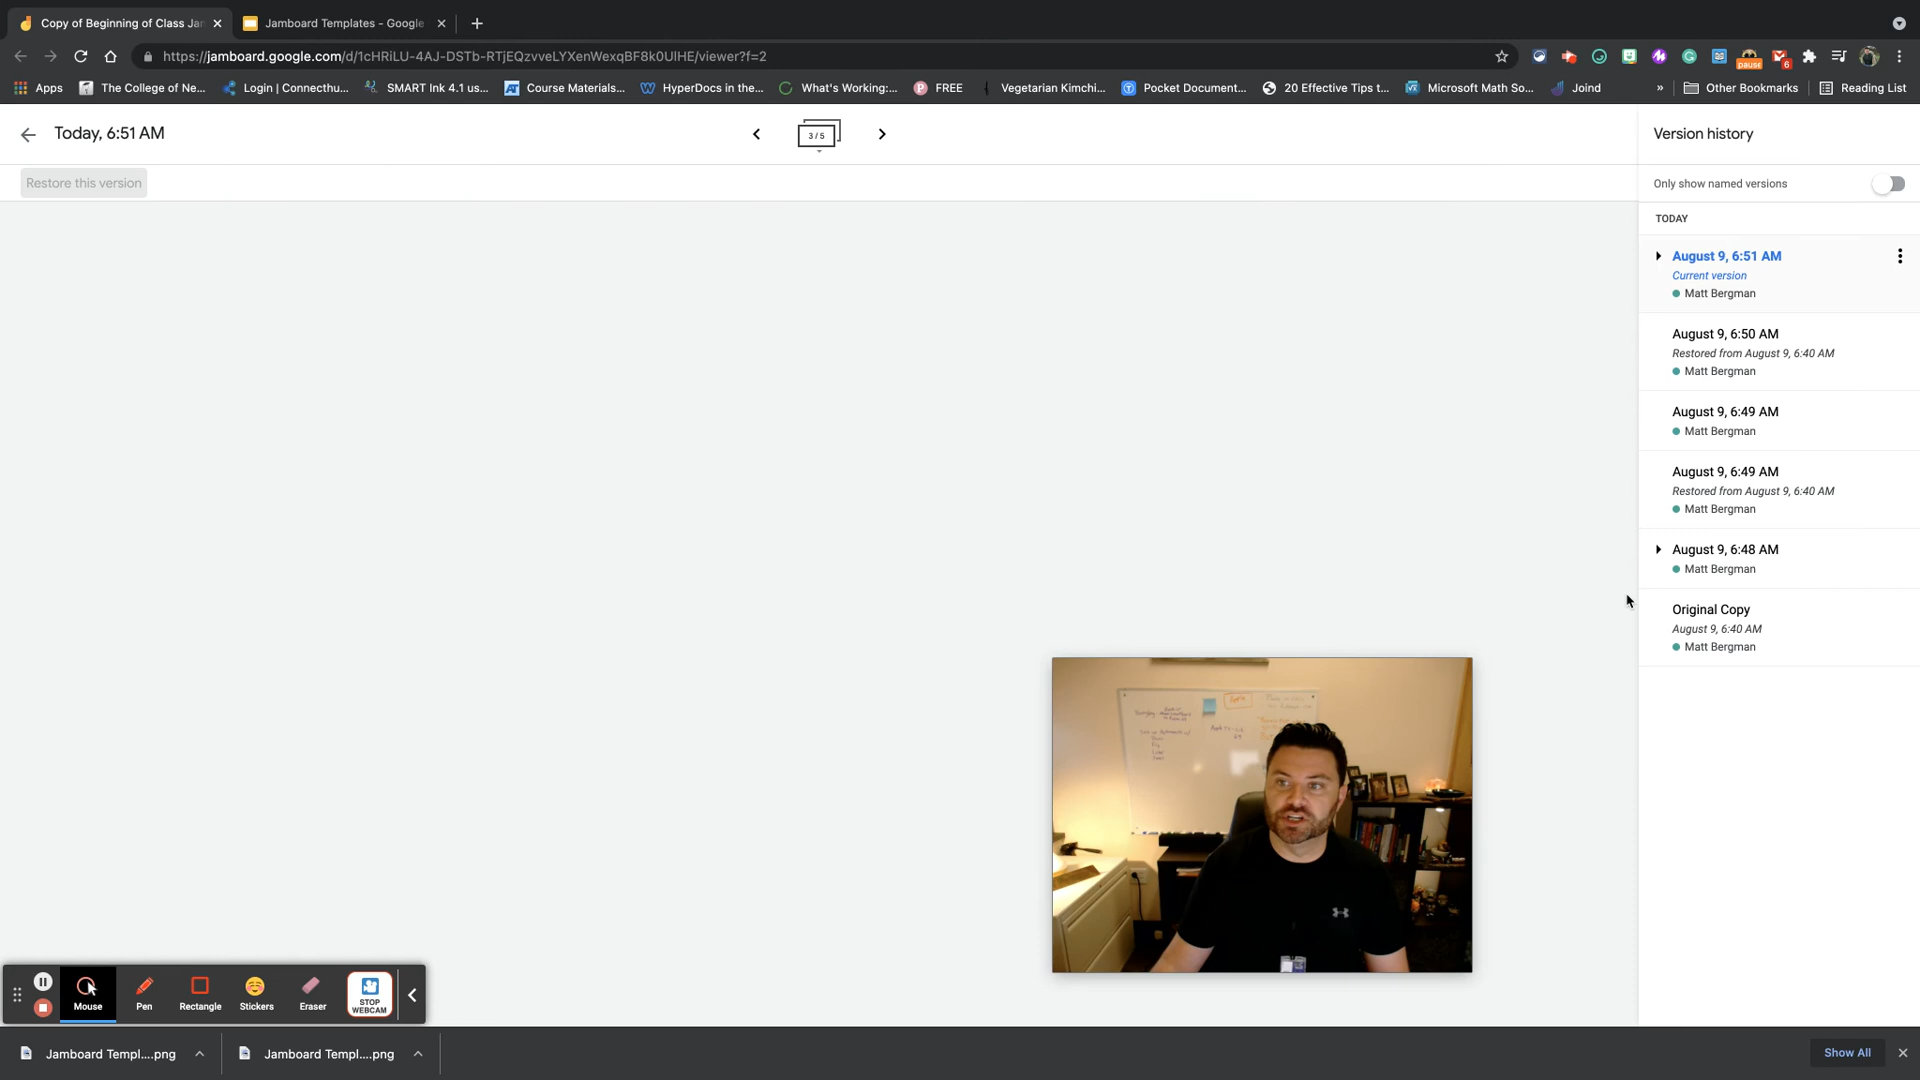 Copy of Beginning of Class Jar
Jamboard Templates - Google
https://jamboard.google.com/d/1cHRiLU-4AJ-DSTb-RTjEQzvveLYXenWexqBF8k0UlHE/viewer?f=2
pause
6
Apps
The College of Ne...
Login | Connecthu...
SMART Ink 4.1 us...
Course Materials...
HyperDocs in the...
What's Working:...
FREE
Vegetarian Kimchi...
Pocket Document...
20 Effective Tips t...
Microsoft Math So...
Joind
»
Other Bookmarks
Reading List
Today, 6:51 AM
3 / 5
Version history
Restore this version
Only show named versions
TODAY
August 9, 6:51 AM
Current version
Matt Bergman
August 9, 6:50 AM
Restored from August 9, 6:40 AM
Matt Bergman
August 9, 6:49 AM
Matt Bergman
August 9, 6:49 AM
Restored from August 9, 6:40 AM
Matt Bergman
August 9, 6:48 AM
Matt Bergman
Original Copy
August 9, 6:40 AM
Matt Bergman
Mouse
Pen
Rectangle
Stickers
Eraser
STOP
WEBCAM
Jamboard Templ....png
Jamboard Templ....png
Show All